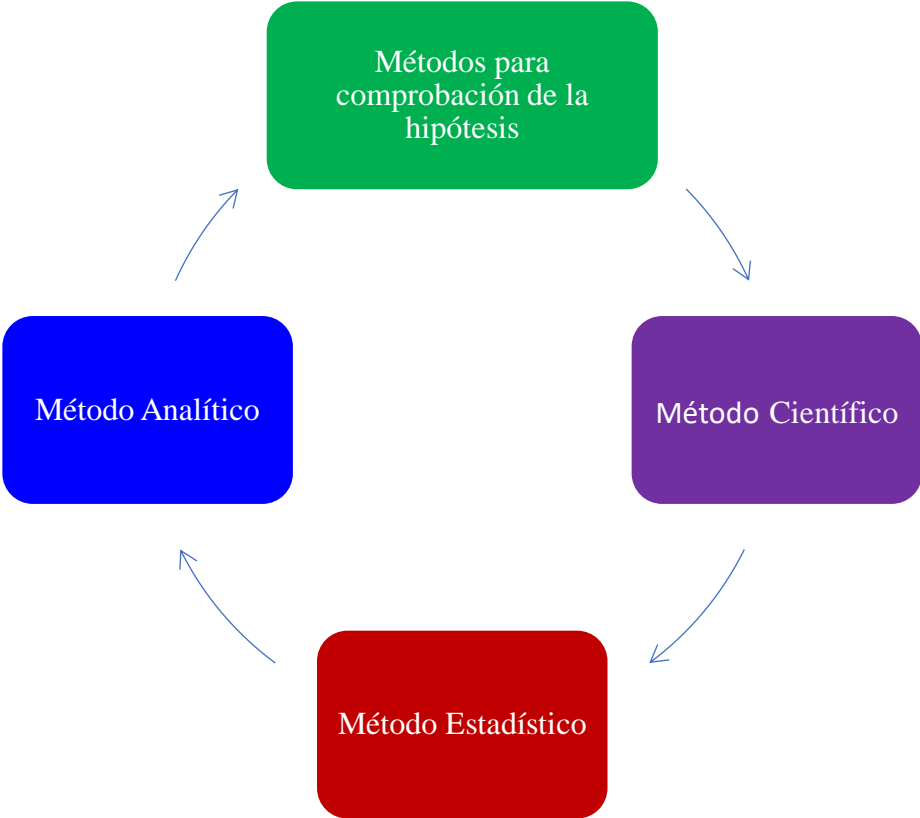 Métodos para
comprobación de la
hipótesis
Método Analítico
Método Científico
Método Estadístico